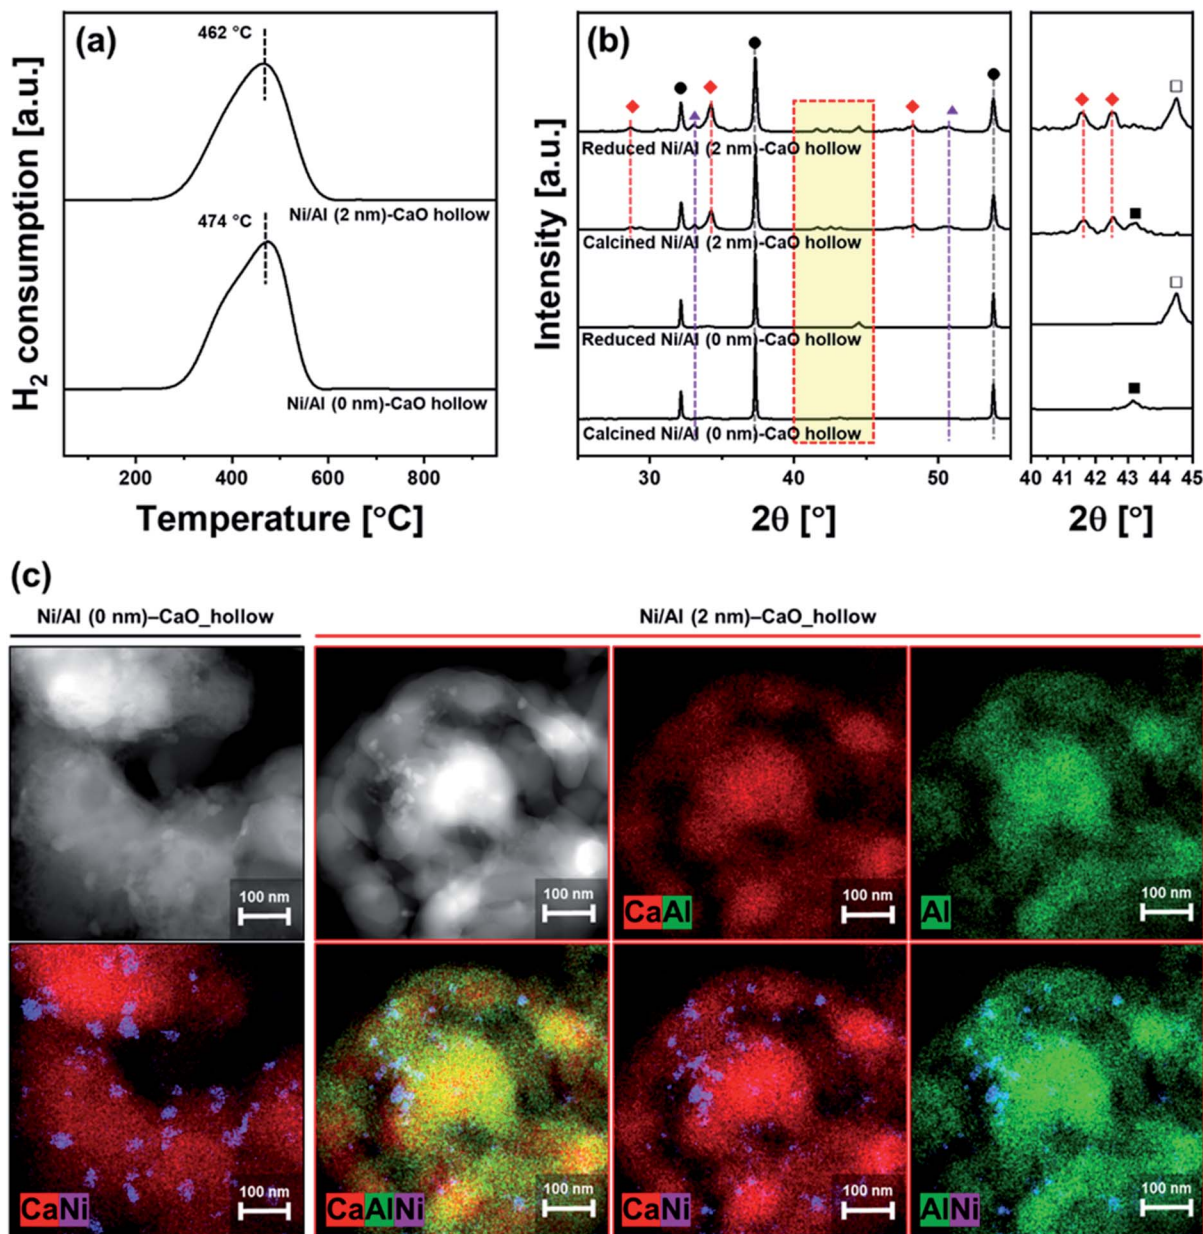 (a)
462 °C
Ni/Al (2 nm)-CaO hollow
474 °C
Ni/Al (0 nm)-CaO hollow
H2 consumption [a.u.]
200 400 600 800
Temperature [°C]
(b)
Reduced Ni/Al (2 nm)-CaO hollow
Calcined Ni/Al (2 nm)-CaO hollow
Reduced Ni/Al (0 nm)-CaO hollow
Calcined Ni/Al (0 nm)-CaO hollow
Intensity [a.u.]
30 40 50
2θ [°]
40 41 42 43 44 45
2θ [°]
(c)
Ni/Al (0 nm)–CaO_hollow
Ni/Al (2 nm)–CaO_hollow
100 nm
100 nm
CaAl
100 nm
Al
100 nm
CaNi
100 nm
CaAlNi
100 nm
CaNi
100 nm
AlNi
100 nm